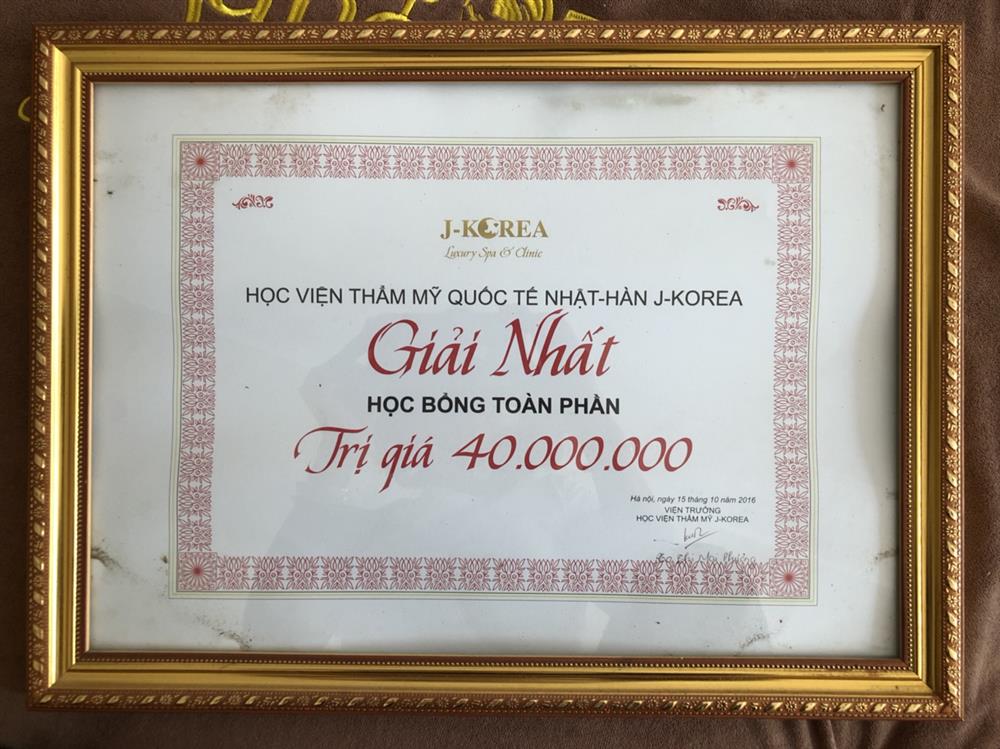 J-KOREA
Luxury Spa & Clinic
HỌC VIỆN THẨM MỸ QUỐC TẾ NHẬT-HÀN J-KOREA
Giải Nhất
HỌC BỔNG TOÀN PHẦN
Trị giá 40.000.000
Hà nội, ngày 15 tháng 10 năm 2016
VIỆN TRƯỞNG
HỌC VIỆN THẨM MỸ J-KOREA